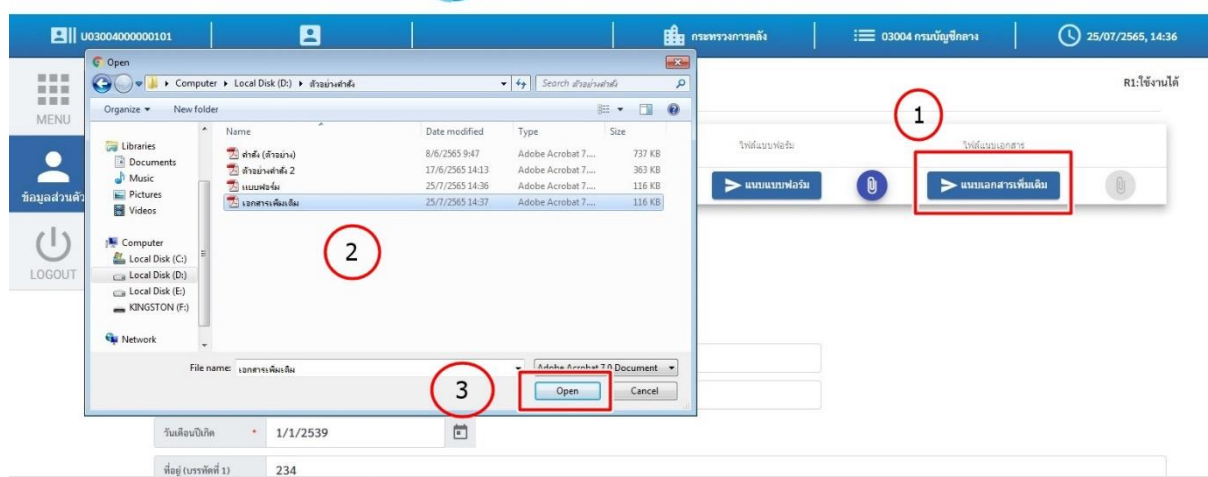 U03004000000101 กระทรวงการคลัง 03004 กรมบัญชีกลาง 25/07/2565, 14:36
Open
Computer Local Disk (D:) ตัวอย่างคำสั่ง Search ตัวอย่างคำสั่ง
R1:ใช้งานได้
Organize New folder
MENU
1
Name Date modified Type Size
ไฟล์แบบฟอร์ม ไฟล์แนบเอกสาร
Libraries
Documents
Music
Pictures
Videos
คำสั่ง (ตัวอย่าง) 8/6/2565 9:47 Adobe Acrobat 7.... 737 KB
ตัวอย่างคำสั่ง 2 17/6/2565 14:13 Adobe Acrobat 7.... 363 KB
แบบฟอร์ม 25/7/2565 14:36 Adobe Acrobat 7.... 116 KB
เอกสารเพิ่มเติม 25/7/2565 14:37 Adobe Acrobat 7.... 116 KB
แนบแบบฟอร์ม แนบเอกสารเพิ่มเติม
ข้อมูลส่วนตัว
2
Computer
Local Disk (C:)
Local Disk (D:)
Local Disk (E:)
KINGSTON (F:)
LOGOUT
Network
File name: เอกสารเพิ่มเติม Adobe Acrobat 7.0 Document
3
Open Cancel
วันเดือนปีเกิด * 1/1/2539
ที่อยู่ (บรรทัดที่ 1) 234